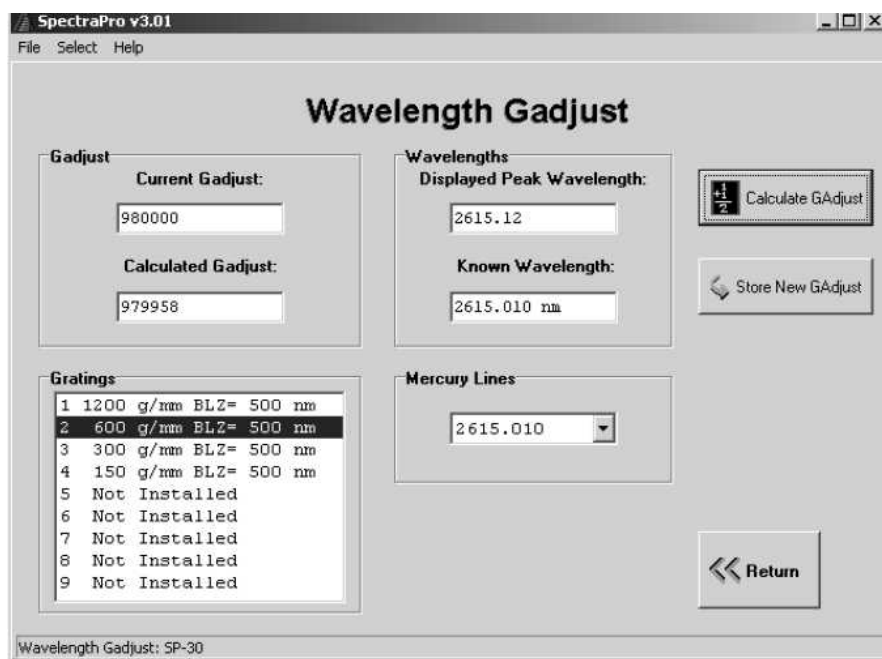 SpectraPro v3.01
File Select Help
Wavelength Gadjust
Gadjust
Current Gadjust:
980000
Calculated Gadjust:
979958
Wavelengths
Displayed Peak Wavelength:
2615.12
Known Wavelength:
2615.010 nm
+1 1/2 Calculate GAdjust
Store New GAdjust
Gratings
1 1200 g/mm BLZ= 500 nm
2 600 g/mm BLZ= 500 nm
3 300 g/mm BLZ= 500 nm
4 150 g/mm BLZ= 500 nm
5 Not Installed
6 Not Installed
7 Not Installed
8 Not Installed
9 Not Installed
Mercury Lines
2615.010
Return
Wavelength Gadjust: SP-30